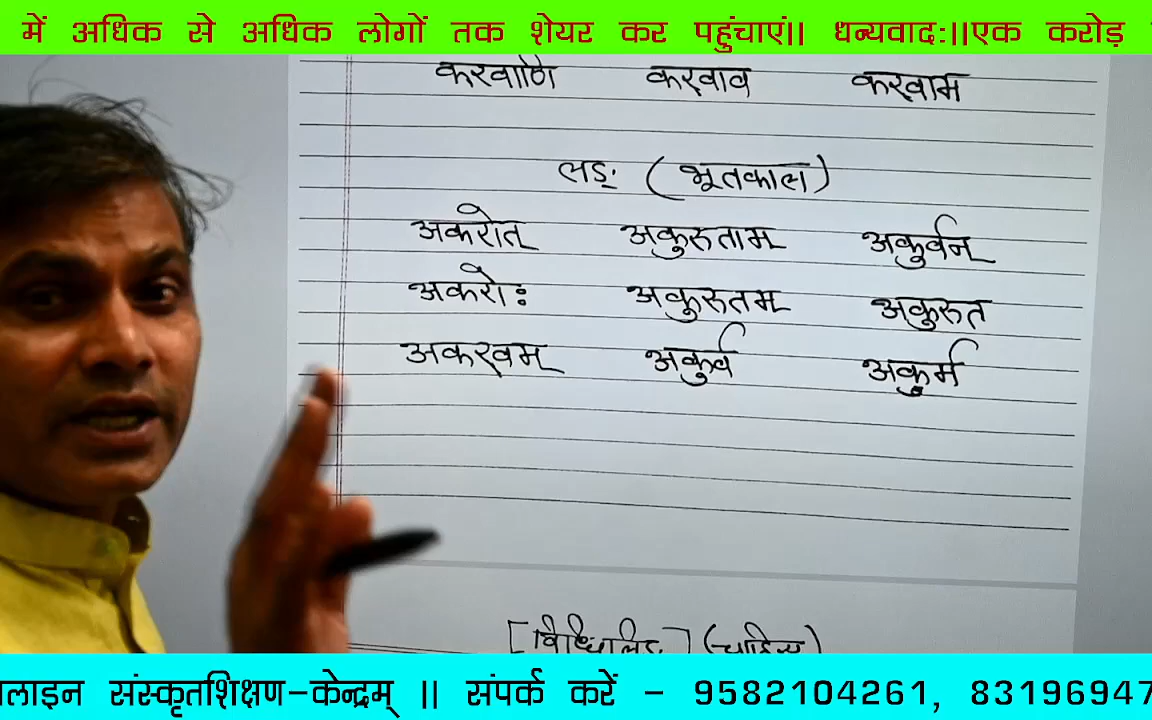 में अधिक से अधिक लोगों तक शेयर कर पहुंचाएं॥ धन्यवादः॥एक करोड़
करवाणि करवाव करवाम
लङ् (भूतकाल)
अकरोत् अकुरुताम् अकुर्वन्
अकरोः अकुरुतम् अकुरुत
अकरवम् अकुर्व अकुर्म
[विधिलिङ्] (चाहिए)
लाइन संस्कृतशिक्षण-केन्द्रम् || संपर्क करें - 9582104261, 83196947